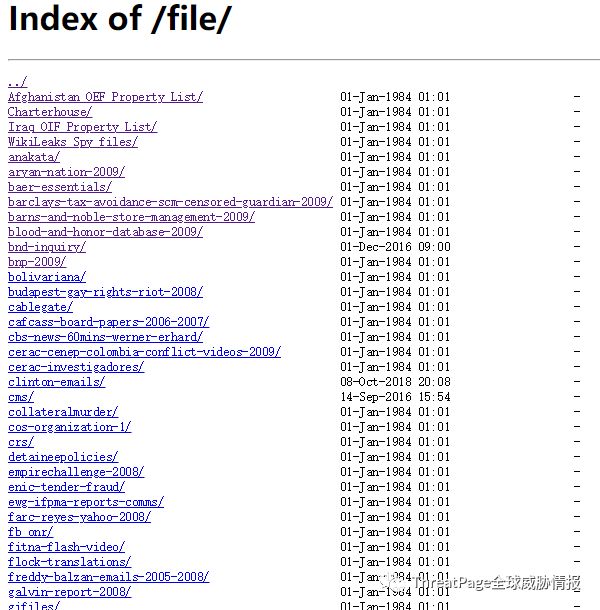 Index of /file/
../
Afghanistan OEF Property List/ 01-Jan-1984 01:01 -
Charterhouse/ 01-Jan-1984 01:01 -
Iraq OIF Property List/ 01-Jan-1984 01:01 -
WikiLeaks Spy files/ 01-Jan-1984 01:01 -
anakata/ 01-Jan-1984 01:01 -
aryan-nation-2009/ 01-Jan-1984 01:01 -
baer-essentials/ 01-Jan-1984 01:01 -
barclays-tax-avoidance-scm-censored-guardian-2009/ 01-Jan-1984 01:01 -
barns-and-noble-store-management-2009/ 01-Jan-1984 01:01 -
blood-and-honor-database-2009/ 01-Jan-1984 01:01 -
bnd-inquiry/ 01-Dec-2016 09:00 -
bnp-2009/ 01-Jan-1984 01:01 -
bolivariana/ 01-Jan-1984 01:01 -
budapest-gay-rights-riot-2008/ 01-Jan-1984 01:01 -
cablegate/ 01-Jan-1984 01:01 -
cafcass-board-papers-2006-2007/ 01-Jan-1984 01:01 -
cbs-news-60mins-werner-erhard/ 01-Jan-1984 01:01 -
cerac-cenep-colombia-conflict-videos-2009/ 01-Jan-1984 01:01 -
cerac-investigadores/ 01-Jan-1984 01:01 -
clinton-emails/ 08-Oct-2018 20:08 -
cms/ 14-Sep-2016 15:54 -
collateralmurder/ 01-Jan-1984 01:01 -
cos-organization-1/ 01-Jan-1984 01:01 -
crs/ 01-Jan-1984 01:01 -
detaineepolicies/ 01-Jan-1984 01:01 -
empirechallenge-2008/ 01-Jan-1984 01:01 -
enic-tender-fraud/ 01-Jan-1984 01:01 -
ewg-ifpma-reports-comms/ 01-Jan-1984 01:01 -
farc-reyes-yahoo-2008/ 01-Jan-1984 01:01 -
fb_onr/ 01-Jan-1984 01:01 -
fitna-flash-video/ 01-Jan-1984 01:01 -
flock-translations/ 01-Jan-1984 01:01 -
freddy-balzan-emails-2005-2008/ 01-Jan-1984 01:01 -
galvin-report-2008/ 01-Jan-1984 01:01 -
gifiles/ 01-Jan-1984 01:01 -
ThreatPage全球威胁情报